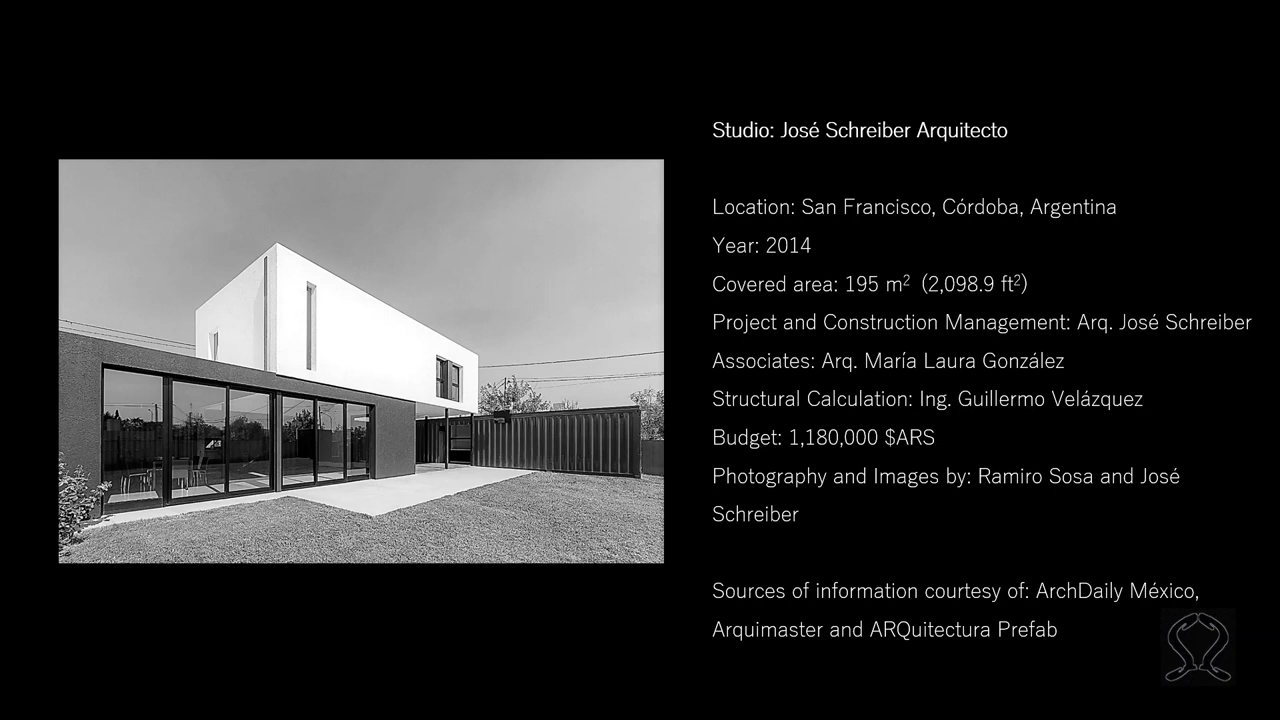 Studio: José Schreiber Arquitecto
Location: San Francisco, Córdoba, Argentina
Year: 2014
Covered area: 195 m² (2,098.9 ft²)
Project and Construction Management: Arq. José Schreiber
Associates: Arq. María Laura González
Structural Calculation: Ing. Guillermo Velázquez
Budget: 1,180,000 $ARS
Photography and Images by: Ramiro Sosa and José
Schreiber
Sources of information courtesy of: ArchDaily México,
Arquimaster and ARQuitectura Prefab